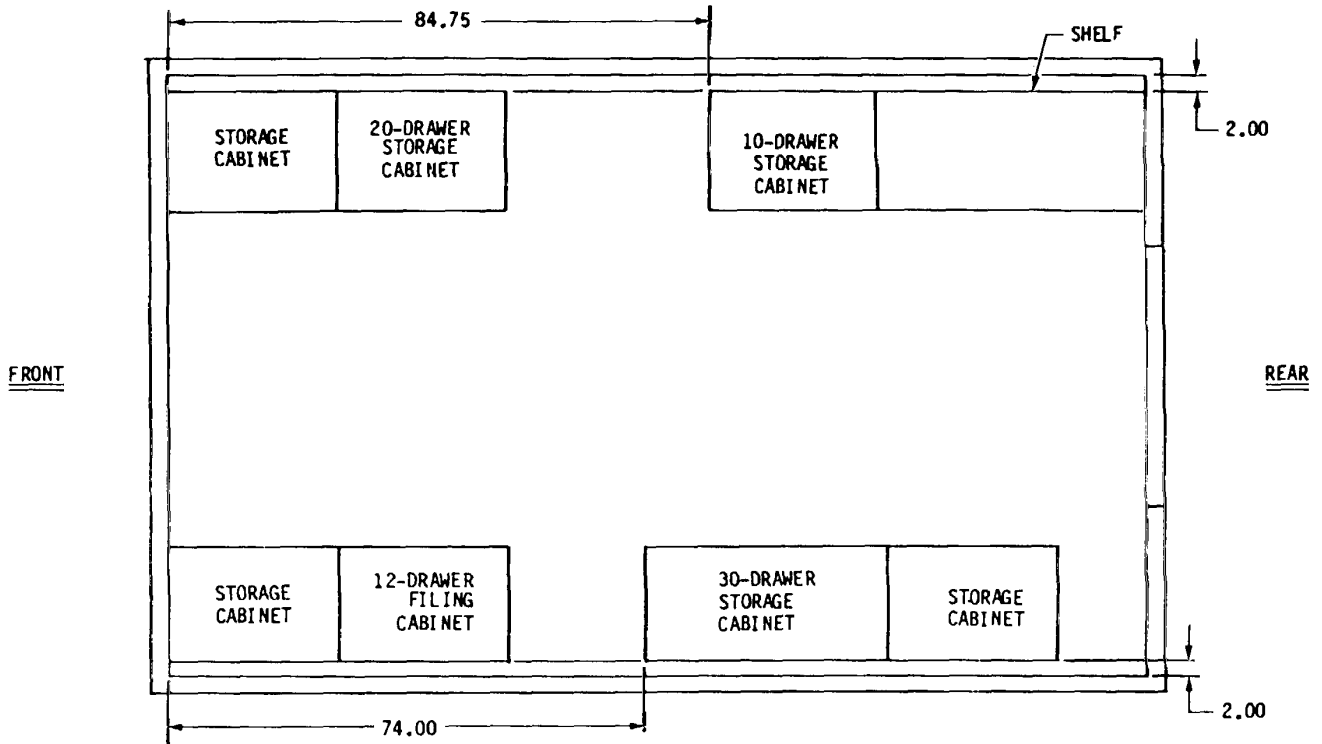 84.75
SHELF
2.00
STORAGE
CABINET
20-DRAWER
STORAGE
CABINET
10-DRAWER
STORAGE
CABINET
FRONT
REAR
STORAGE
CABINET
12-DRAWER
FILING
CABINET
30-DRAWER
STORAGE
CABINET
STORAGE
CABINET
2.00
74.00